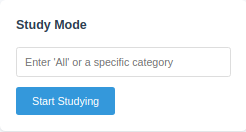 Study Mode
Enter 'All' or a specific category
Start Studying